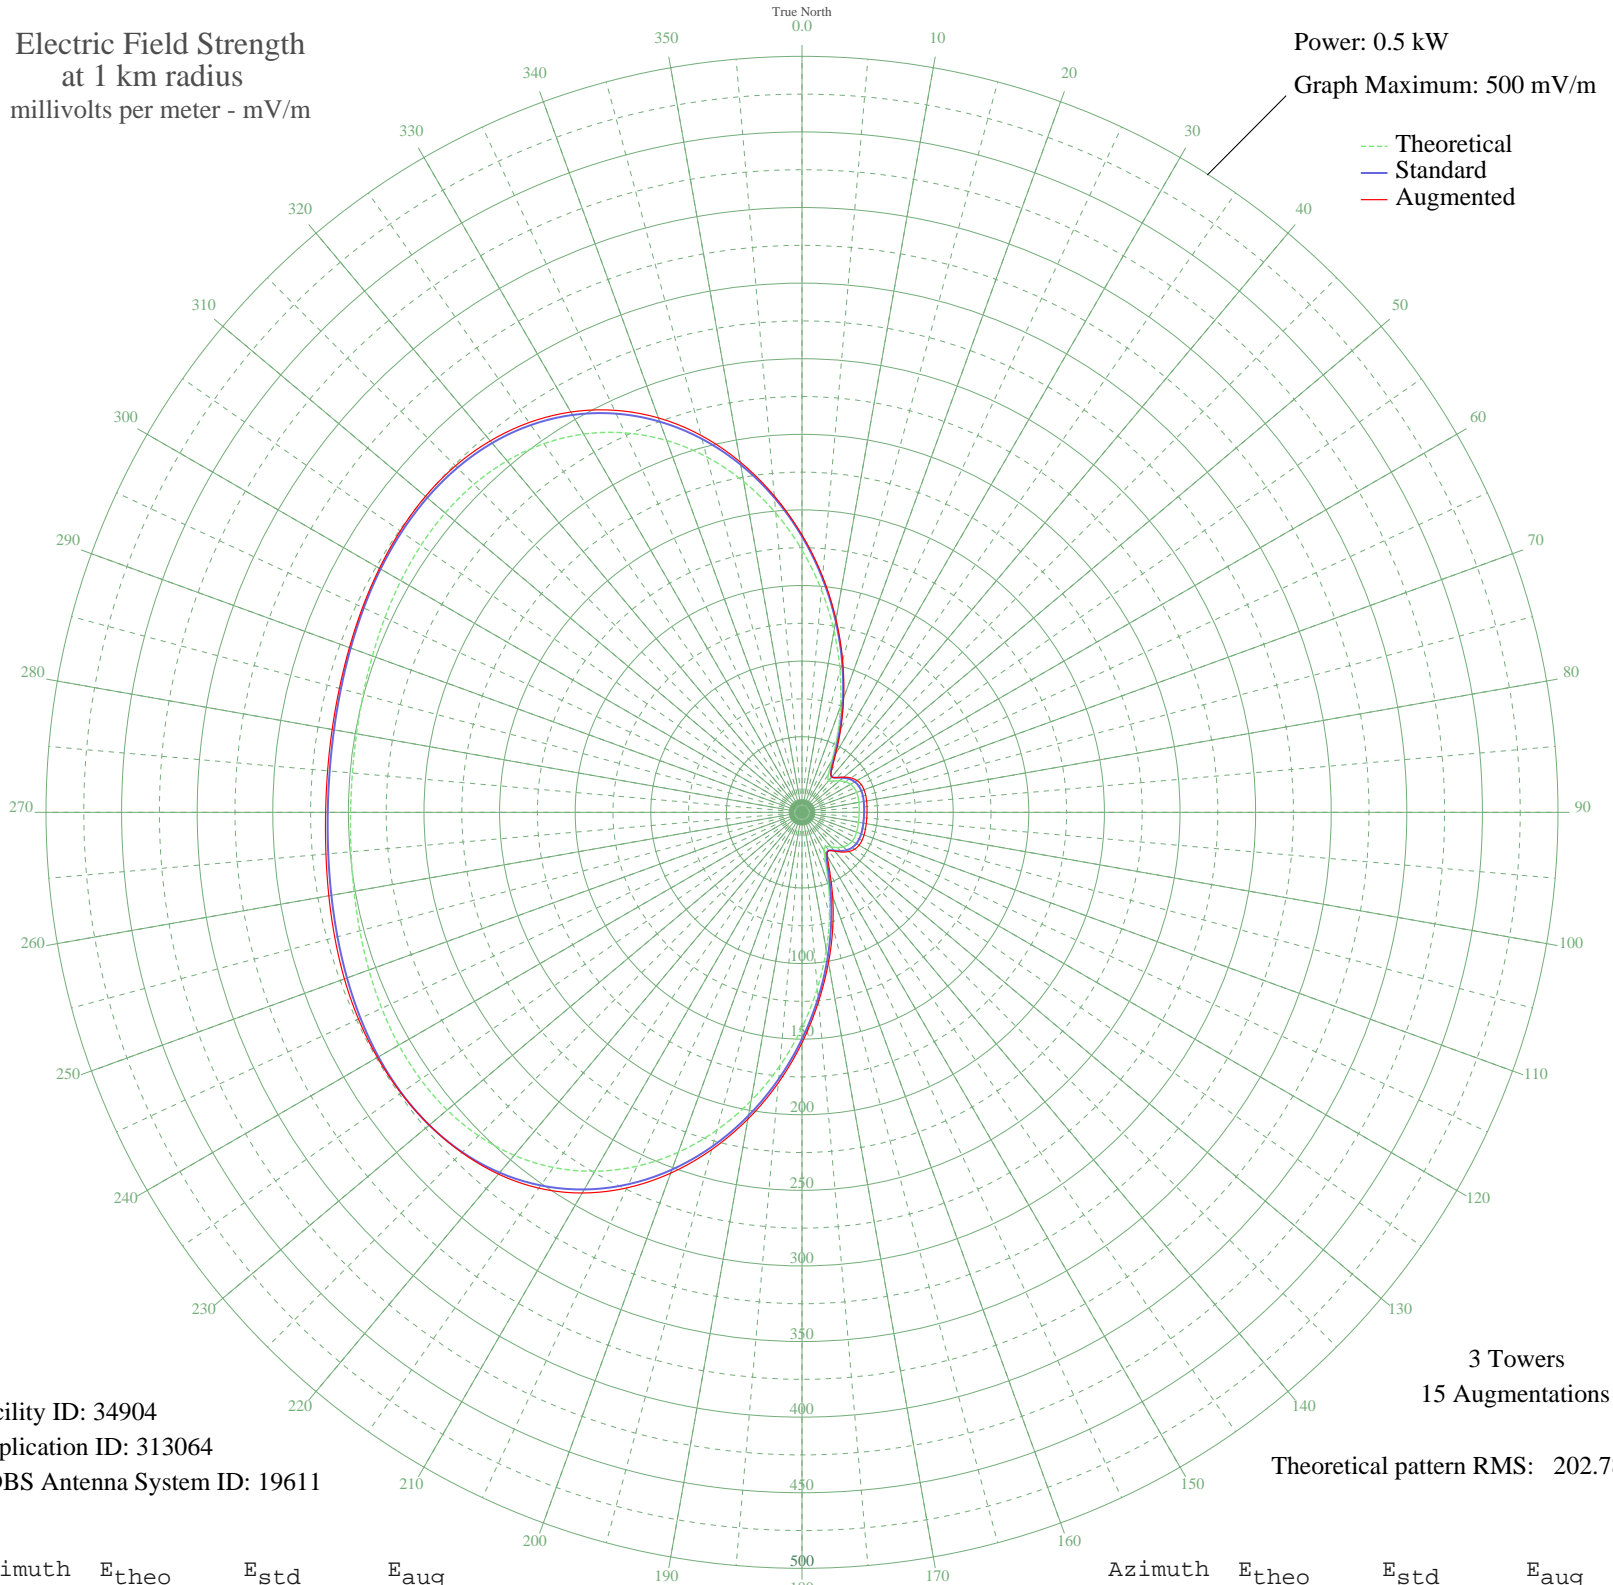 True North
0.0
Electric Field Strength
at 1 km radius
millivolts per meter - mV/m
Power: 0.5 kW
Graph Maximum: 500 mV/m
Theoretical
Standard
Augmented
10
20
30
40
50
60
70
80
90
100
110
120
130
140
150
160
170
190
200
210
220
230
240
250
260
270
280
290
300
310
320
330
340
350
100
150
200
250
300
350
400
450
500
3 Towers
15 Augmentations
Theoretical pattern RMS: 202.7
cility ID: 34904
plication ID: 313064
DBS Antenna System ID: 19611
imuth Etheo Estd Eaug
Azimuth Etheo Estd Eaug